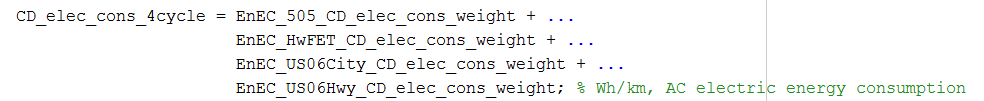 CD_elec_cons_4cycle = EnEC_505_CD_elec_cons_weight + ...
EnEC_HwFET_CD_elec_cons_weight + ...
EnEC_US06City_CD_elec_cons_weight + ...
EnEC_US06Hwy_CD_elec_cons_weight; % Wh/km, AC electric energy consumption